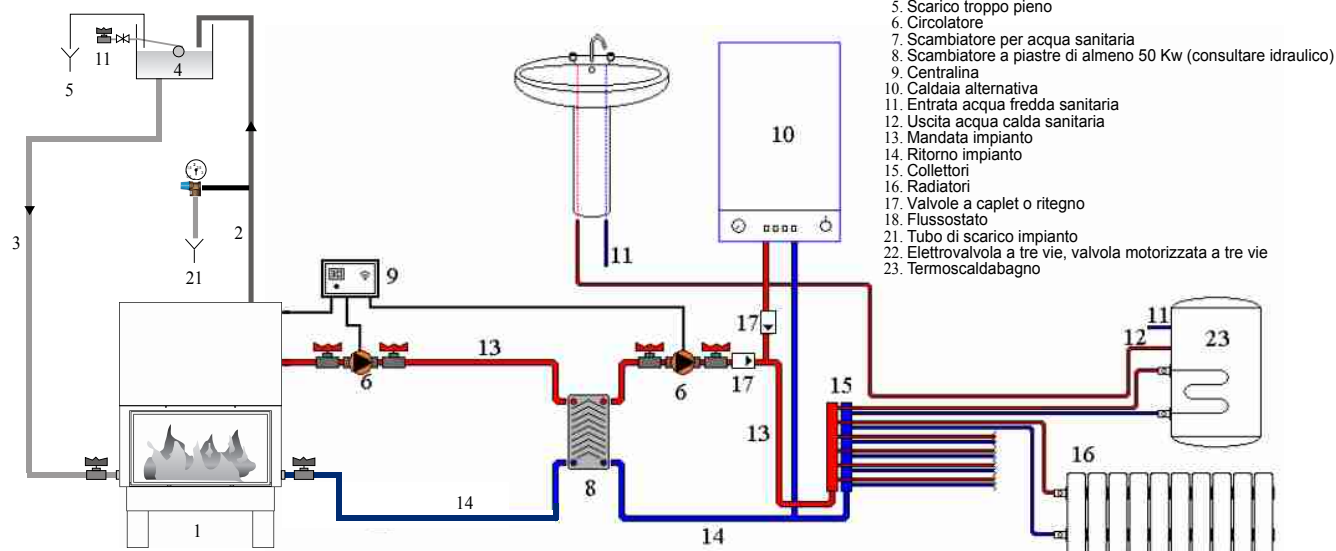 5. Scarico troppo pieno
6. Circolatore
7. Scambiatore per acqua sanitaria
8. Scambiatore a piastre di almeno 50 Kw (consultare idraulico)
9. Centralina
10. Caldaia alternativa
11. Entrata acqua fredda sanitaria
12. Uscita acqua calda sanitaria
13. Mandata impianto
14. Ritorno impianto
15. Collettori
16. Radiatori
17. Valvole a caplet o ritegno
18. Flussostato
21. Tubo di scarico impianto
22. Elettrovalvola a tre vie, valvola motorizzata a tre vie
23. Termoscaldabagno
11
4
5
10
3
2
21
11
9
17
11
12
23
13
6
6
17
15
13
16
8
14
14
1